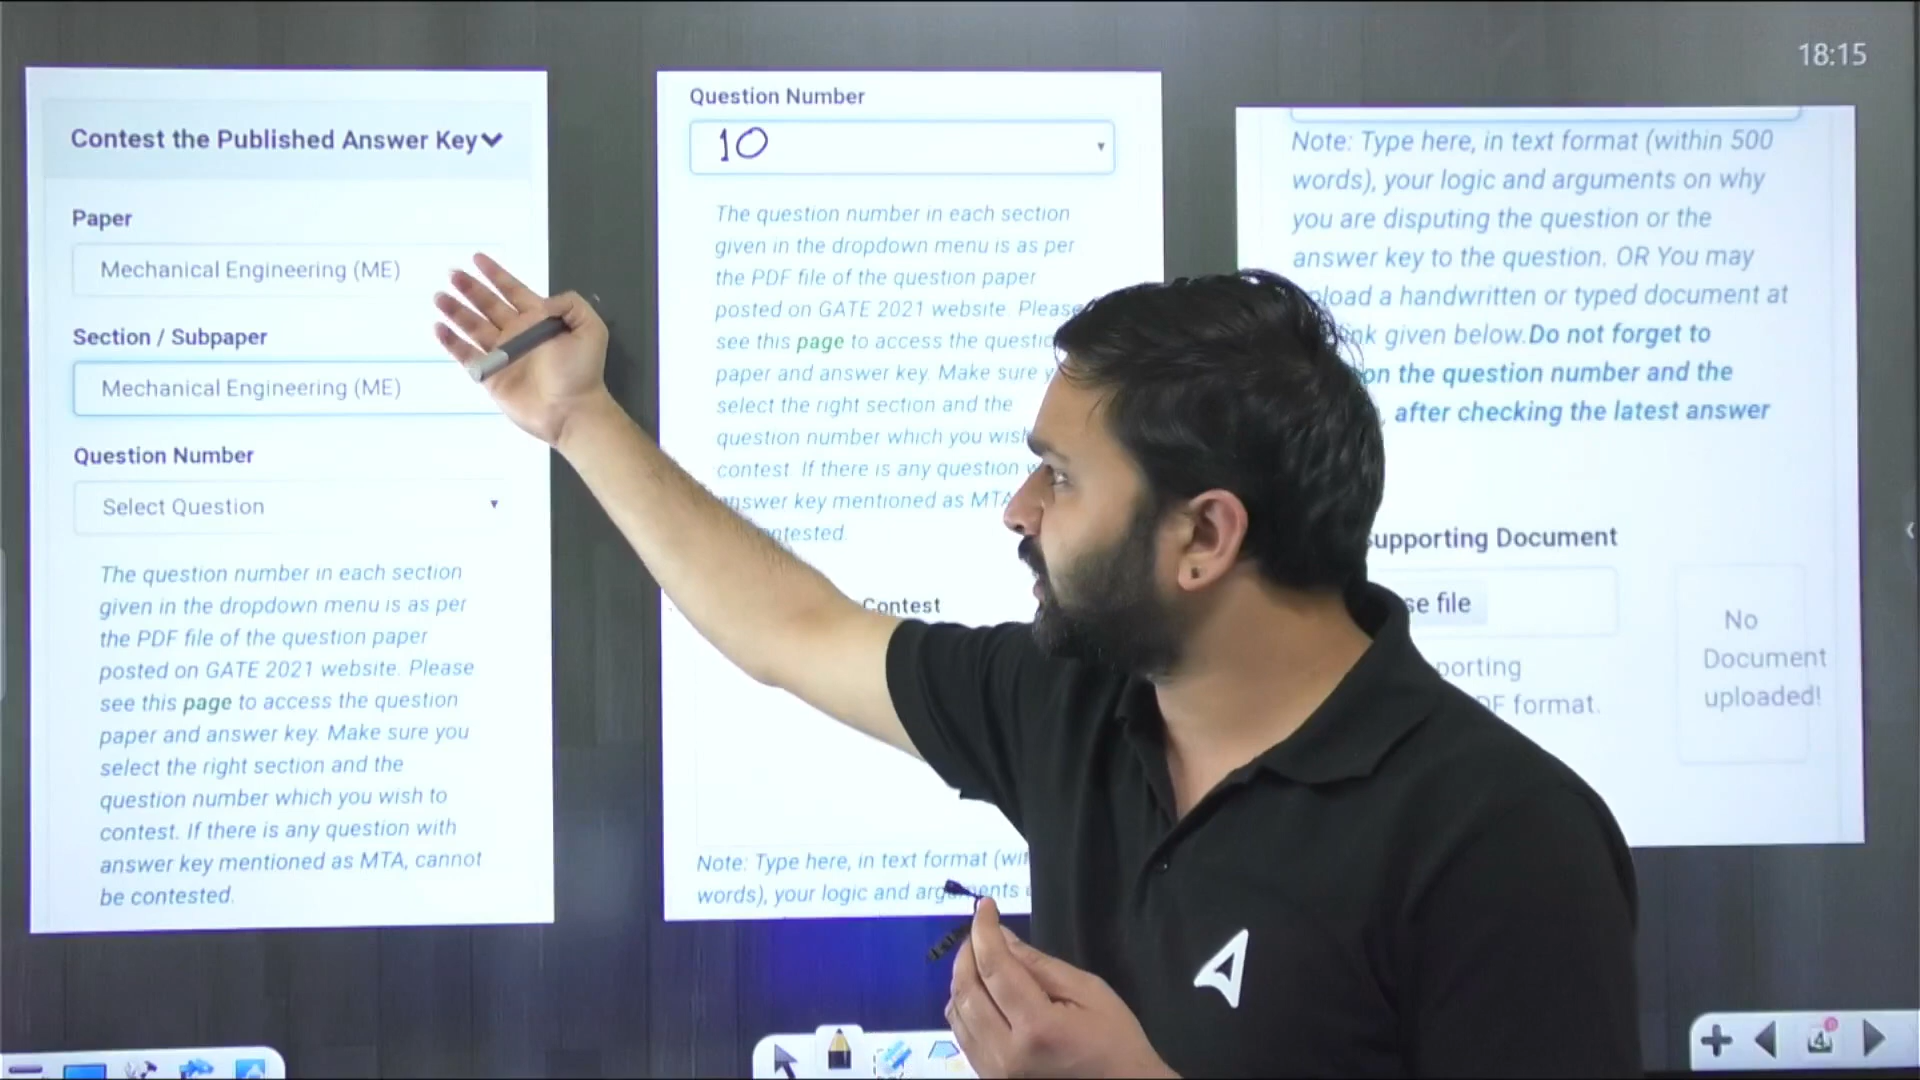 18:15
Contest the Published Answer Key
Paper
Mechanical Engineering (ME)
Section / Subpaper
Mechanical Engineering (ME)
Question Number
Select Question
The question number in each section
given in the dropdown menu is as per
the PDF file of the question paper
posted on GATE 2021 website. Please
see this page to access the question
paper and answer key. Make sure you
select the right section and the
question number which you wish to
contest. If there is any question with
answer key mentioned as MTA, cannot
be contested.
Question Number
10
The question number in each section
given in the dropdown menu is as per
the PDF file of the question paper
posted on GATE 2021 website. Please
see this page to access the
paper and answer key. Make sure
select the right section and the
question number which you
contest. If there is any question
answer key mentioned as MTA
Contest
Note: Type here, in text format
words), your logic and arguments
Note: Type here, in text format (within 500
words), your logic and arguments on why
you are disputing the question or the
answer key to the question. OR You may
a handwritten or typed document at
given below.Do not forget to
on the question number and the
, after checking the latest answer
Supporting Document
file
format.
No
Document
uploaded!
4